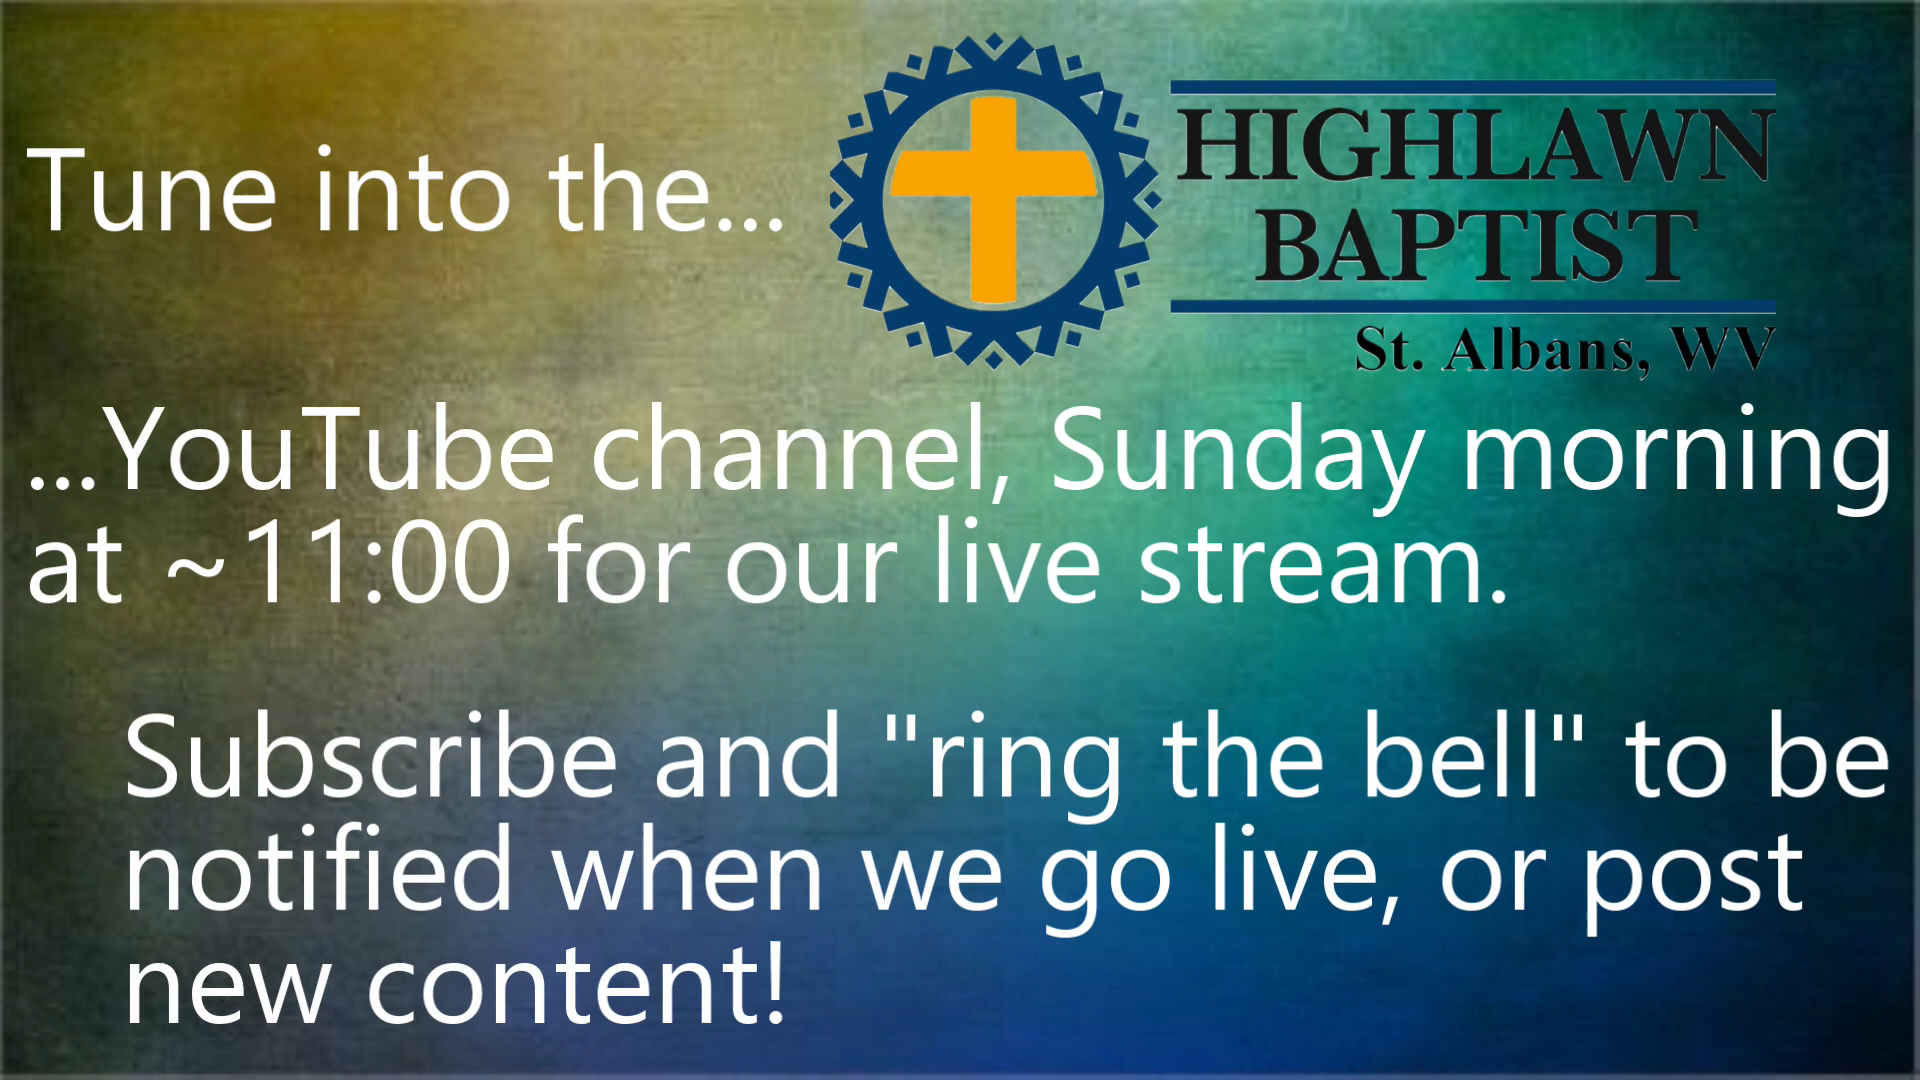 Tune into the...
HIGHLAWN
BAPTIST
St. Albans, WV
...YouTube channel, Sunday morning
at ~11:00 for our live stream.
Subscribe and "ring the bell" to be
notified when we go live, or post
new content!